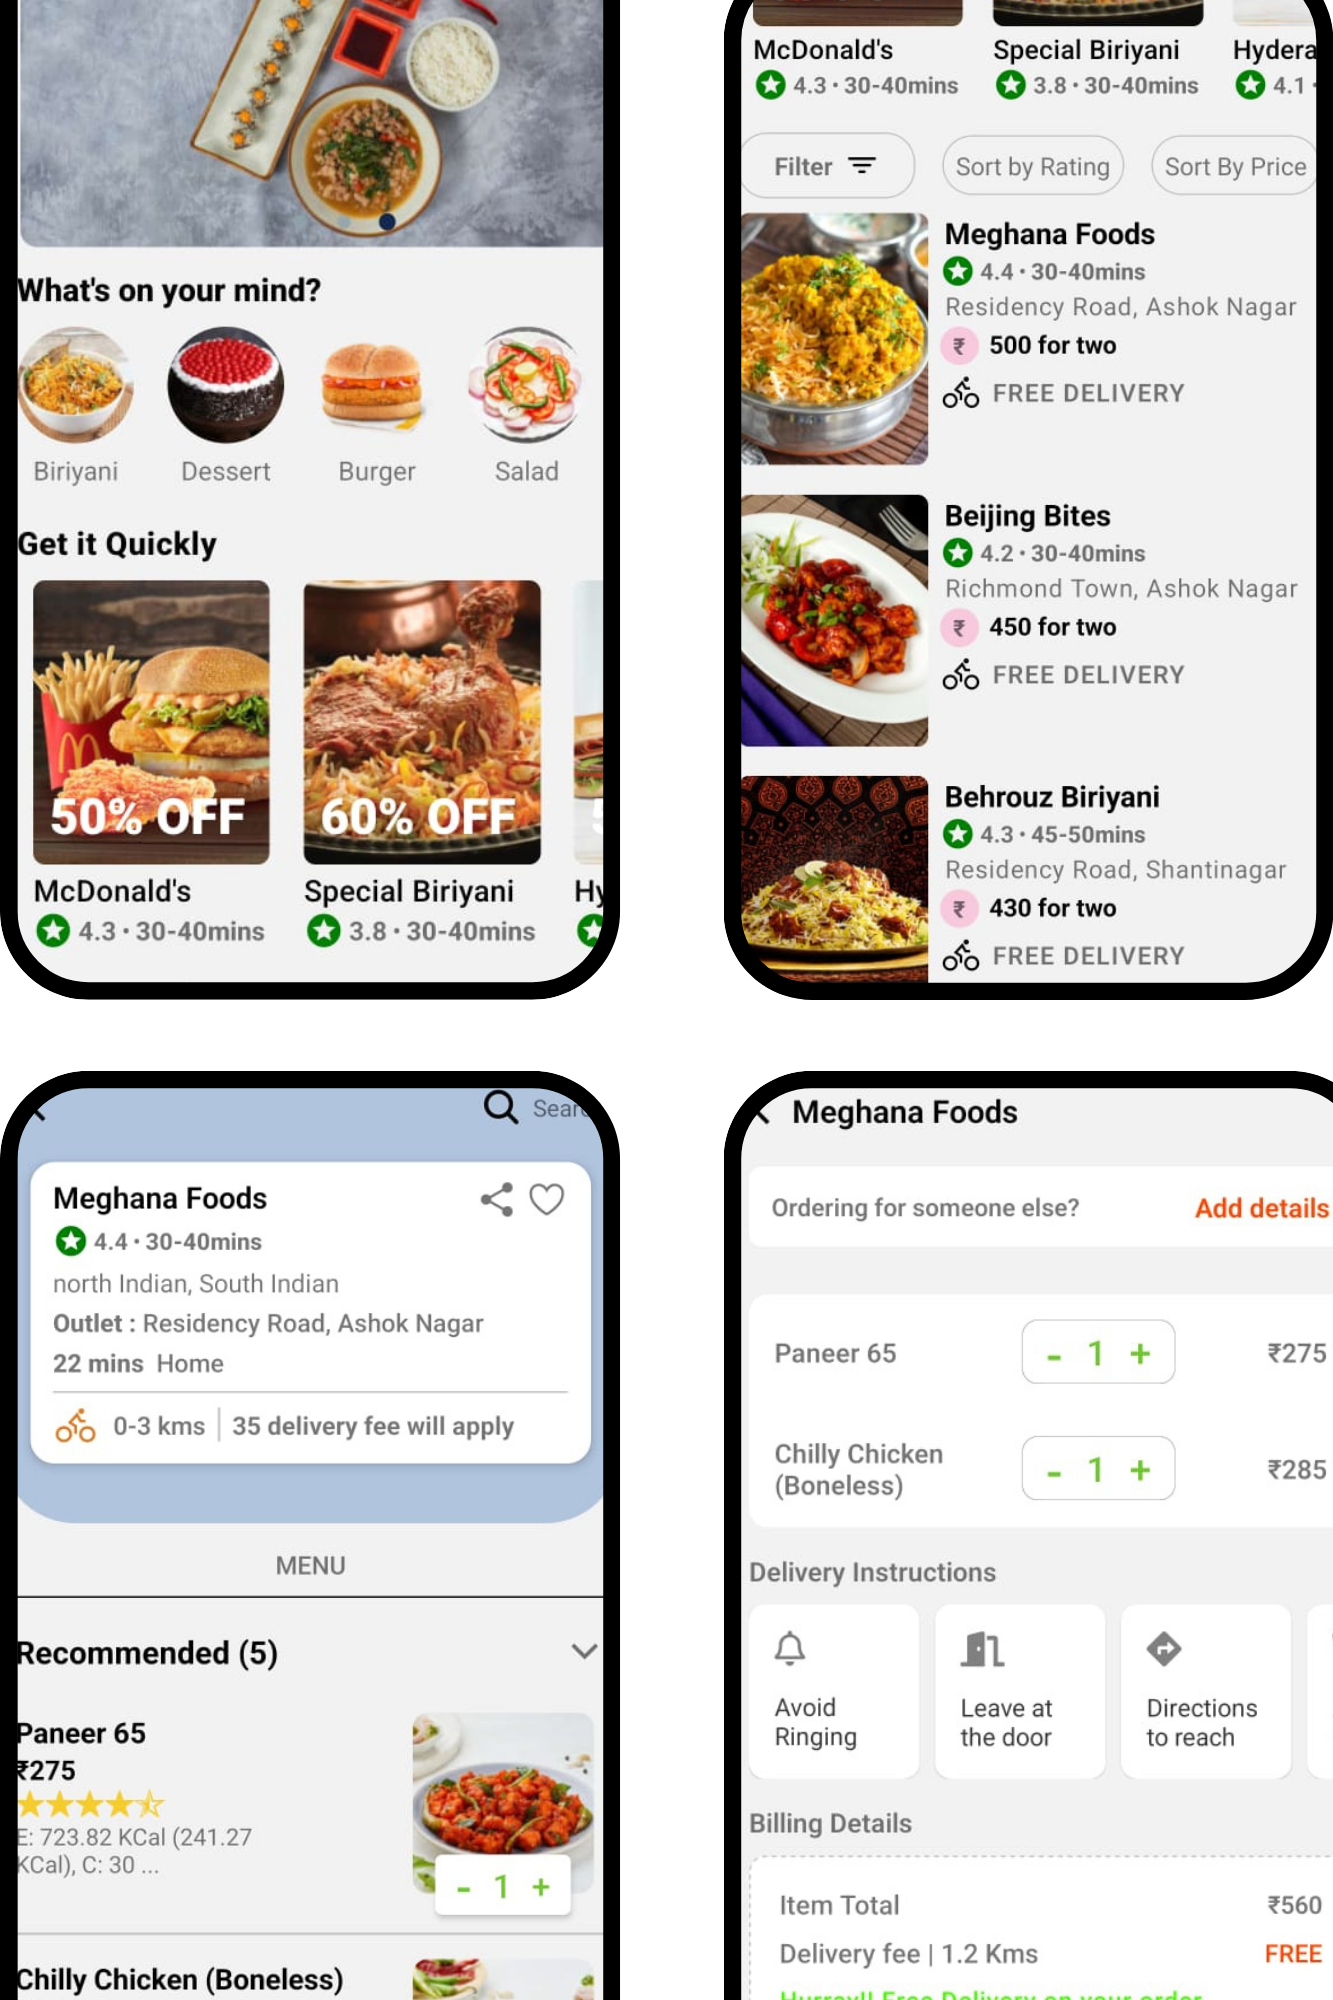 What's on your mind?
Biriyani Dessert Burger Salad
Get it Quickly
50% OFF 60% OFF
McDonald's Special Biriyani Hy
4.3 · 30-40mins 3.8 · 30-40mins
McDonald's Special Biriyani Hydera
4.3 · 30-40mins 3.8 · 30-40mins 4.1 ·
Filter Sort by Rating Sort By Price
Meghana Foods
4.4 · 30-40mins
Residency Road, Ashok Nagar
₹ 500 for two
FREE DELIVERY
Beijing Bites
4.2 · 30-40mins
Richmond Town, Ashok Nagar
₹ 450 for two
FREE DELIVERY
Behrouz Biriyani
4.3 · 45-50mins
Residency Road, Shantinagar
₹ 430 for two
FREE DELIVERY
Sear
Meghana Foods
4.4 · 30-40mins
north Indian, South Indian
Outlet : Residency Road, Ashok Nagar
22 mins Home
0-3 kms | 35 delivery fee will apply
MENU
Recommended (5)
Paneer 65
₹275
E: 723.82 KCal (241.27
KCal), C: 30 ...
- 1 +
Chilly Chicken (Boneless)
Meghana Foods
Ordering for someone else? Add details
Paneer 65 - 1 + ₹275
Chilly Chicken
(Boneless) - 1 + ₹285
Delivery Instructions
Avoid
Ringing
Leave at
the door
Directions
to reach
Billing Details
Item Total ₹560
Delivery fee | 1.2 Kms FREE
Hurray!! Free Delivery on your order